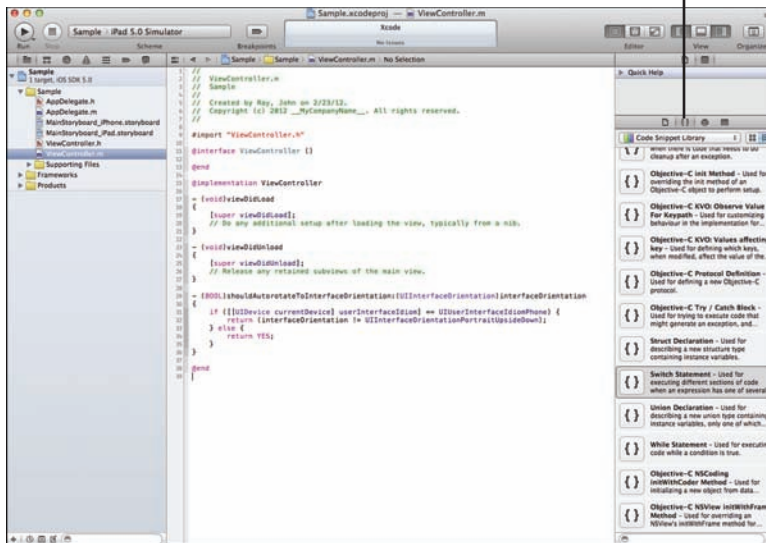 Sample.xcodeproj — ViewController.m
Run
Stop
Scheme
Sample
iPad 5.0 Simulator
Breakpoints
Xcode
No Issues
Editor
View
Organizer
Sample
1 target, iOS SDK 5.0
Sample
AppDelegate.h
AppDelegate.m
MainStoryboard_iPhone.storyboard
MainStoryboard_iPad.storyboard
ViewController.h
ViewController.m
Supporting Files
Frameworks
Products
Sample
Sample
ViewController.m
No Selection
//
// ViewController.m
// Sample
//
// Created by Ray, John on 2/23/12.
// Copyright (c) 2012 __MyCompanyName__. All rights reserved.
//
#import "ViewController.h"
@interface ViewController ()
@end
@implementation ViewController
- (void)viewDidLoad
{
[super viewDidLoad];
// Do any additional setup after loading the view, typically from a nib.
}
- (void)viewDidUnload
{
[super viewDidUnload];
// Release any retained subviews of the main view.
}
- (BOOL)shouldAutorotateToInterfaceOrientation:(UIInterfaceOrientation)interfaceOrientation
{
if ([[UIDevice currentDevice] userInterfaceIdiom] == UIUserInterfaceIdiomPhone) {
return (interfaceOrientation != UIInterfaceOrientationPortraitUpsideDown);
} else {
return YES;
}
}
@end
Quick Help
{}
Code Snippet Library
when there is code that needs to do
cleanup after an exception.
{ } Objective-C init Method - Used for
overriding the init method of an
Objective-C object to perform setup.
{ } Objective-C KVO: Observe Value
For Keypath - Used for customizing
behaviour in the implementation for...
{ } Objective-C KVO: Values affecting
key - Used for defining which keys,
when modified, affect the value of the...
{ } Objective-C Protocol Definition -
Used for defining a new Objective-C
protocol.
{ } Objective-C Try / Catch Block -
Used for trying to execute code that
might generate an exception, and...
{ } Struct Declaration - Used for
describing a new structure type
containing instance variables.
{ } Switch Statement - Used for
executing different sections of code
when an expression has one of several
{ } Union Declaration - Used for
describing a new union type containing
instance variables, only one of which...
{ } While Statement - Used for executing
code while a condition is true.
{ } Objective-C NSCoding
initWithCoder Method - Used for
initializing a new object from data...
{ } Objective-C NSView initWithFrame
Method - Used for overriding an
NSView's initWithFrame method for...